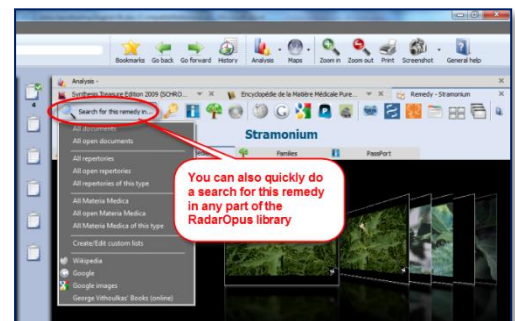 Bookmarks Go back Go forward History Analysis Maps Zoom in Zoom out Print Screenshot General help
Analysis -
Synthesis Treasure Edition 2009 (SCHRO... Encyclopédie de la Matière Médicale Pure... Remedy - Stramonium
4
Search for this remedy in...
All documents
All open documents
Stramonium
Families PassPort
All repertories
All open repertories
All repertories of this type
All Materia Medica
All open Materia Medica
All Materia Medica of this type
Create/Edit custom lists
Wikipedia
Google
Google images
George Vithoulkas' Books (online)
You can also quickly do
a search for this remedy
in any part of the
RadarOpus library